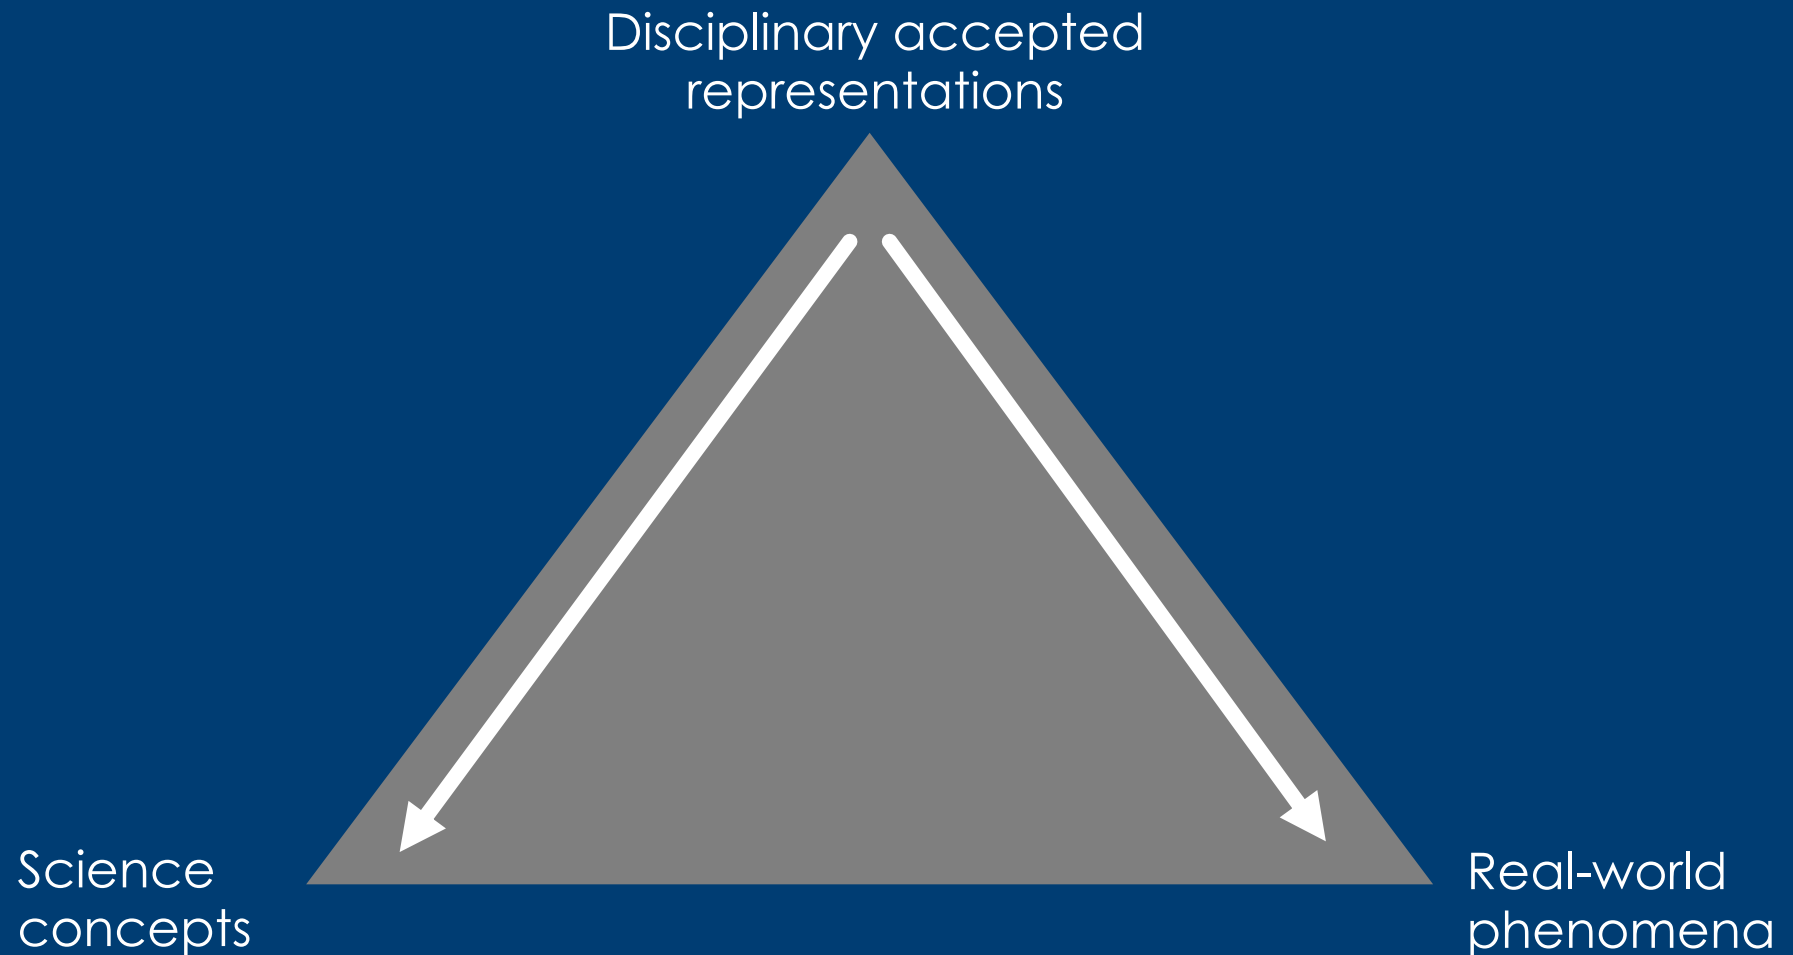 Disciplinary accepted
representations
Science
concepts
Real-world
phenomena